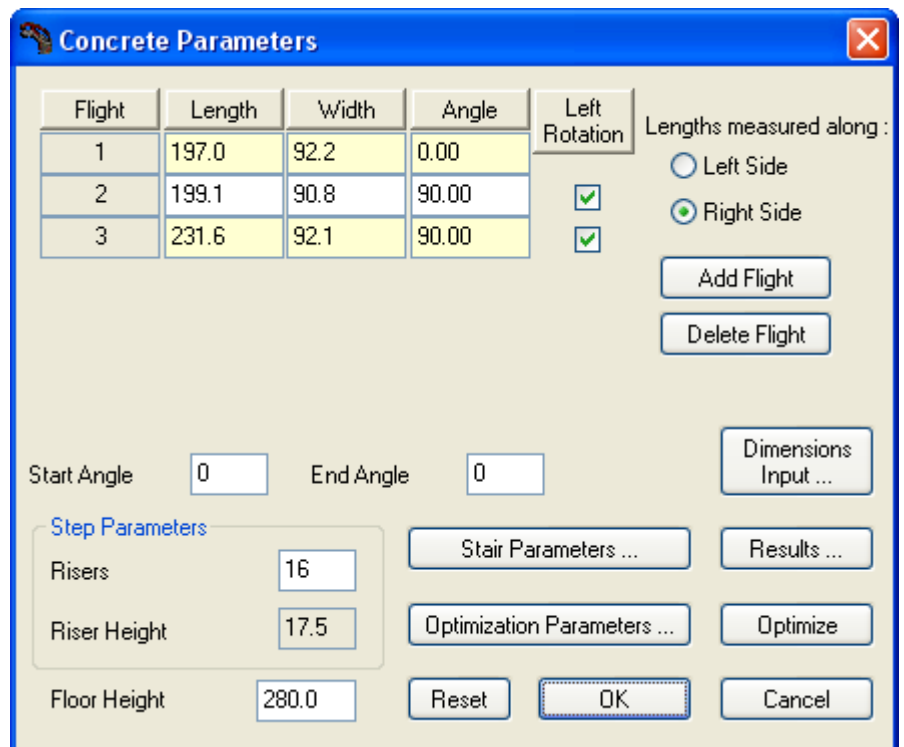 Concrete Parameters
Flight Length Width Angle Left Rotation
Lengths measured along :
1 197.0 92.2 0.00
Left Side
2 199.1 90.8 90.00
Right Side
3 231.6 92.1 90.00
Add Flight
Delete Flight
Start Angle 0 End Angle 0
Dimensions
Input ...
Step Parameters
Risers 16
Stair Parameters ...
Results ...
Riser Height 17.5
Optimization Parameters ...
Optimize
Floor Height 280.0
Reset
OK
Cancel